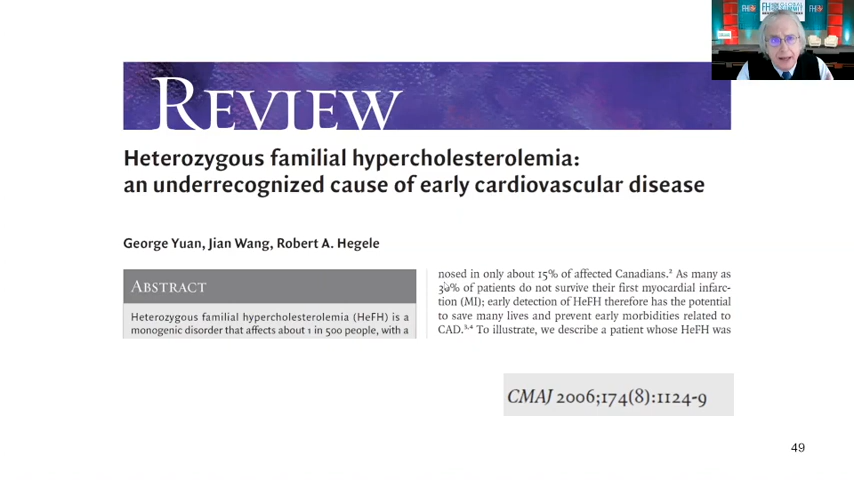 REVIEW
Heterozygous familial hypercholesterolemia:
an underrecognized cause of early cardiovascular disease
George Yuan, Jian Wang, Robert A. Hegele
ABSTRACT
Heterozygous familial hypercholesterolemia (HeFH) is a
monogenic disorder that affects about 1 in 500 people, with a
nosed in only about 15% of affected Canadians.² As many as
30% of patients do not survive their first myocardial infarc-
tion (MI); early detection of HeFH therefore has the potential
to save many lives and prevent early morbidities related to
CAD.³,⁴ To illustrate, we describe a patient whose HeFH was
CMAJ 2006;174(8):1124-9
49